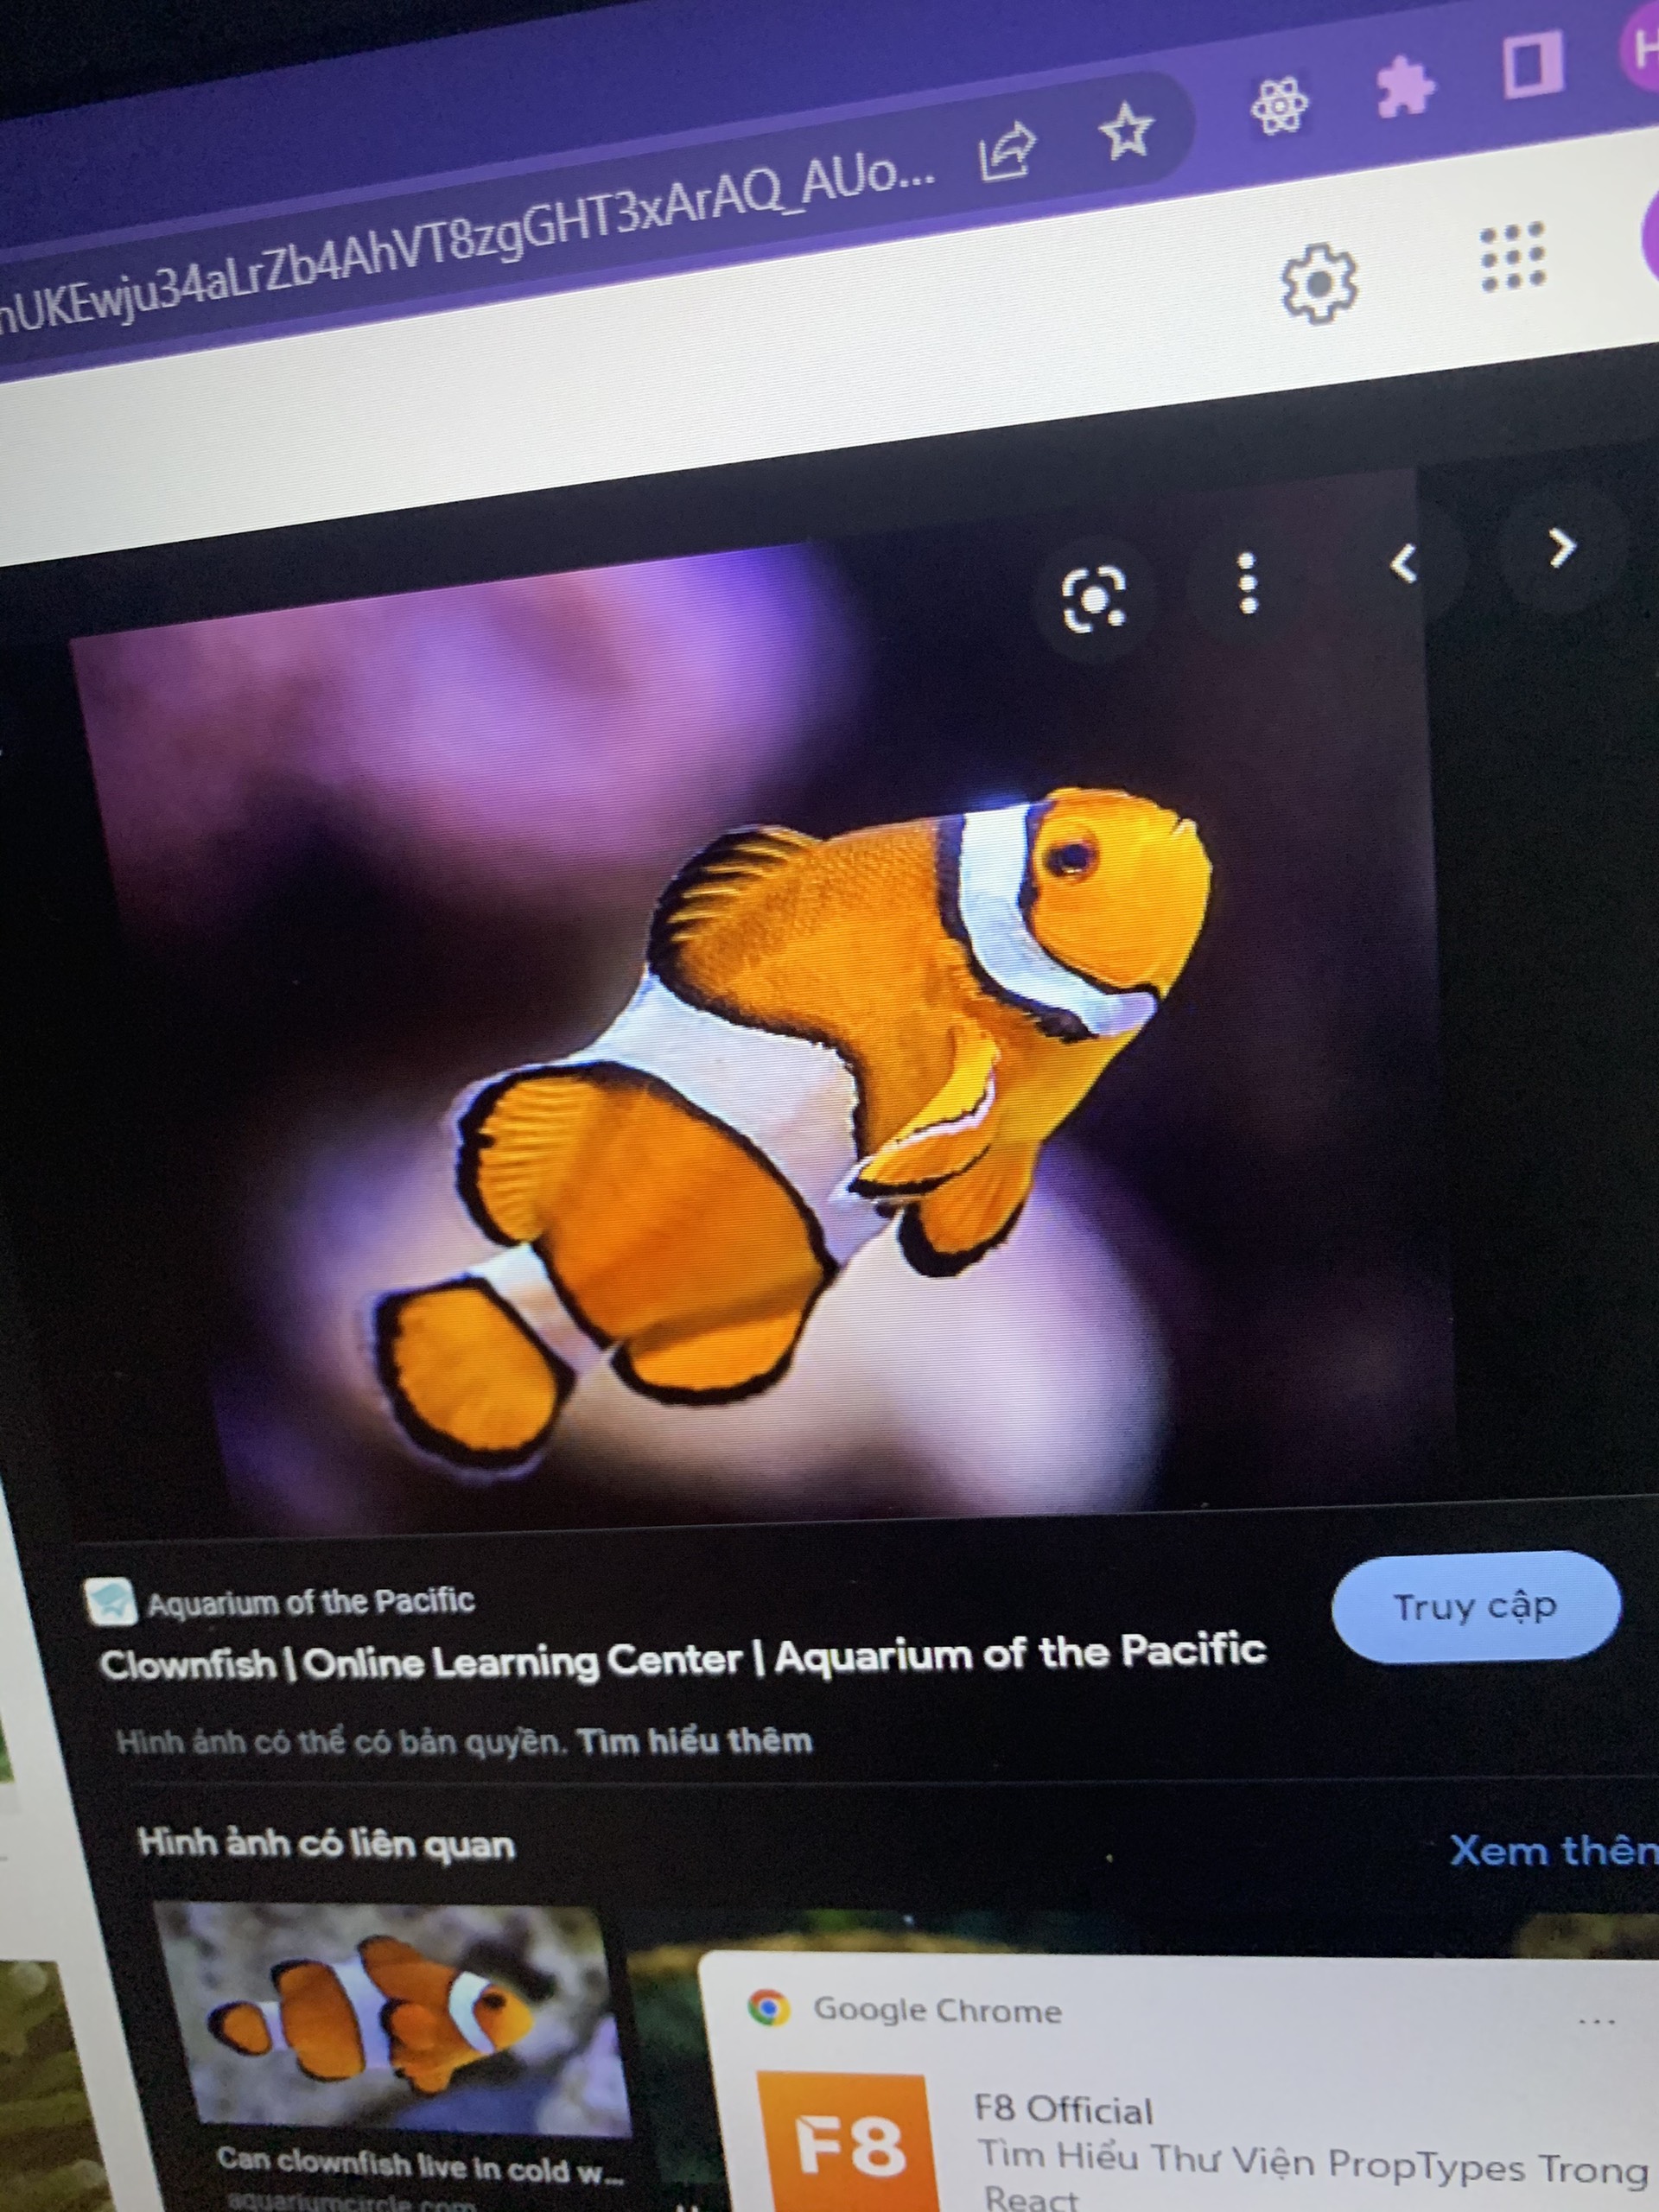 nUKEwju34aLrZb4AhVT8zgGHT3xArAQ_AUo...
H
Aquarium of the Pacific
Clownfish | Online Learning Center | Aquarium of the Pacific
Truy cập
Hình ảnh có thể có bản quyền. Tìm hiểu thêm
Hình ảnh có liên quan
Xem thên
Can clownfish live in cold w...
aquariumcircle.com
Google Chrome
...
F8
F8 Official
Tìm Hiểu Thư Viện PropTypes Trong
React